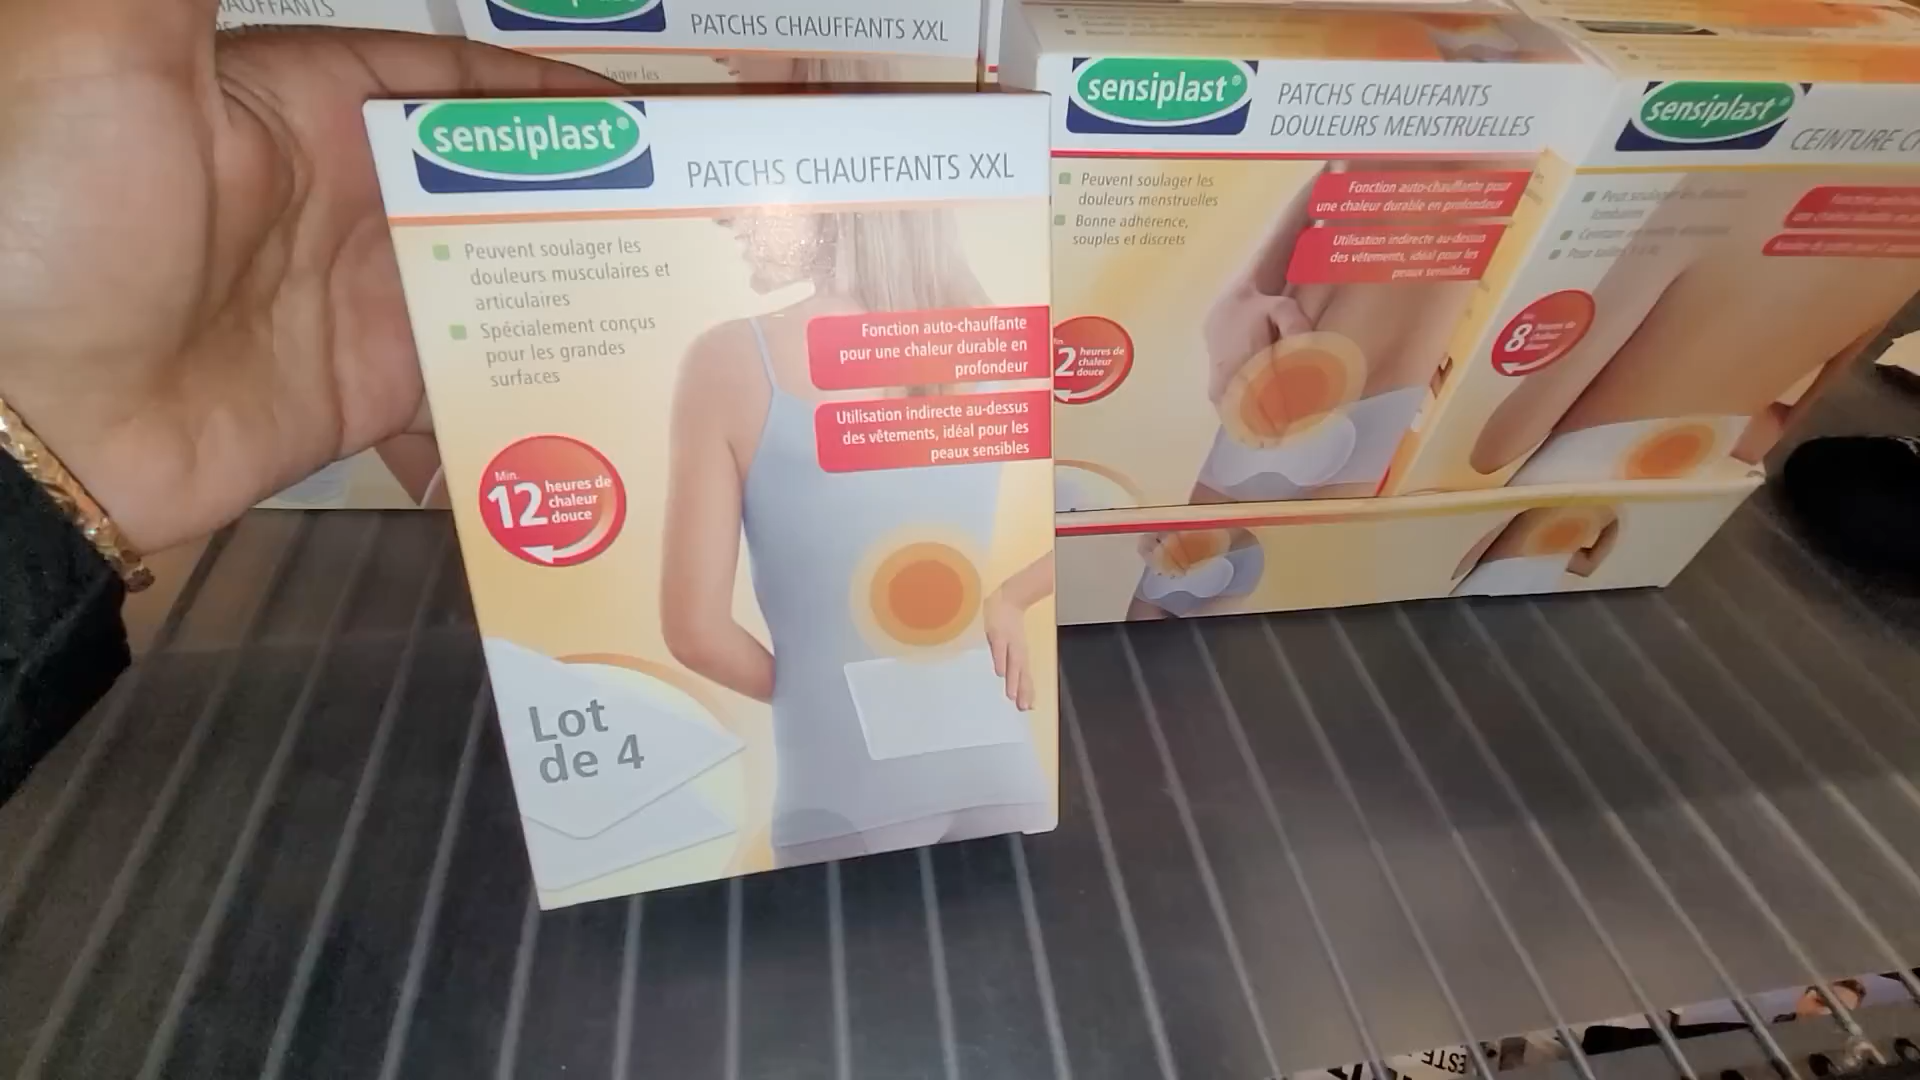 PATCHS CHAUFFANTS XXL
sensiplast®
PATCHS CHAUFFANTS XXL
Peuvent soulager les
douleurs musculaires et
articulaires
Spécialement conçus
pour les grandes
surfaces
Fonction auto-chauffante
pour une chaleur durable en
profondeur
Utilisation indirecte au-dessus
des vêtements, idéal pour les
peaux sensibles
Min.
12 heures de
chaleur
douce
Lot
de 4
sensiplast®
PATCHS CHAUFFANTS
DOULEURS MENSTRUELLES
Peuvent soulager les
douleurs menstruelles
Bonne adhérence,
souples et discrets
Fonction auto-chauffante pour
une chaleur durable en profondeur
Utilisation indirecte au-dessus
des vêtements, idéal pour les
peaux sensibles
2 heures de
chaleur
douce
sensiplast®
CEINTURE
8 heures de
chaleur